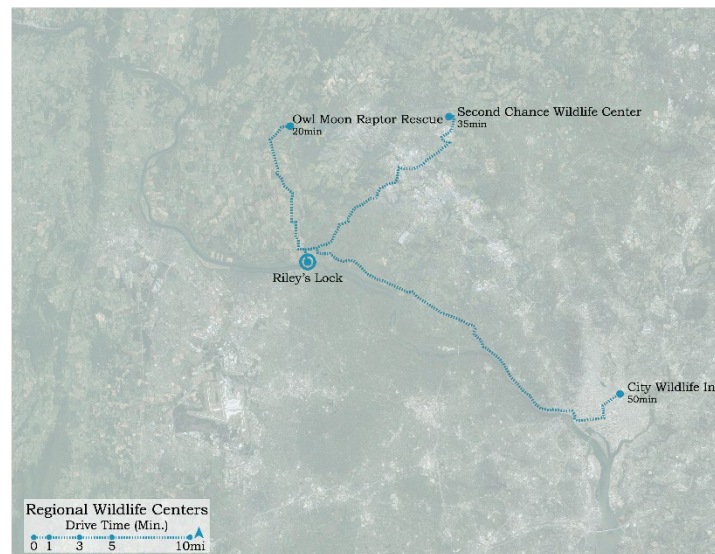 Owl Moon Raptor Rescue
20min
Second Chance Wildlife Center
35min
Riley's Lock
City Wildlife In
50min
Regional Wildlife Centers
Drive Time (Min.)
0 1 3 5 10mi